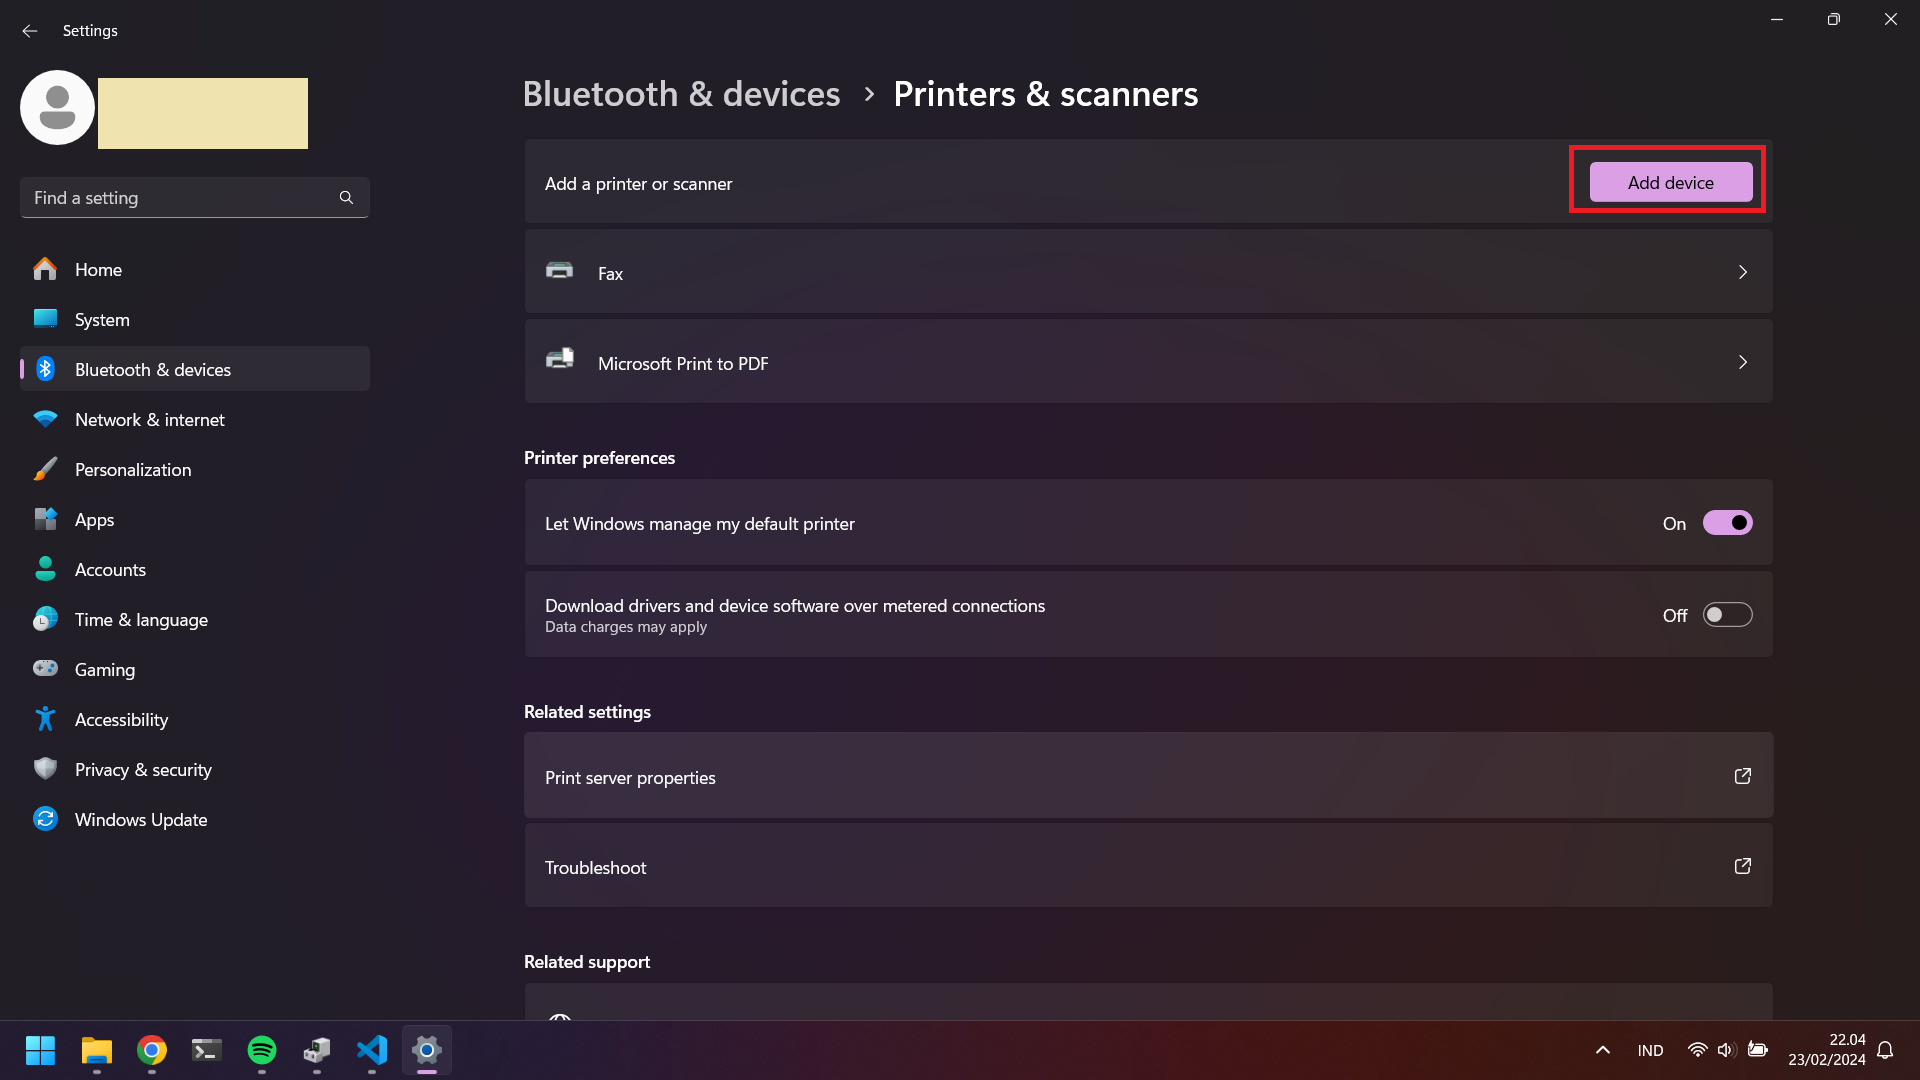 Settings
Bluetooth & devices > Printers & scanners
Find a setting
Home
System
Bluetooth & devices
Network & internet
Personalization
Apps
Accounts
Time & language
Gaming
Accessibility
Privacy & security
Windows Update
Add a printer or scanner
Add device
Fax
Microsoft Print to PDF
Printer preferences
Let Windows manage my default printer
On
Download drivers and device software over metered connections
Data charges may apply
Off
Related settings
Print server properties
Troubleshoot
Related support
IND
22.04
23/02/2024